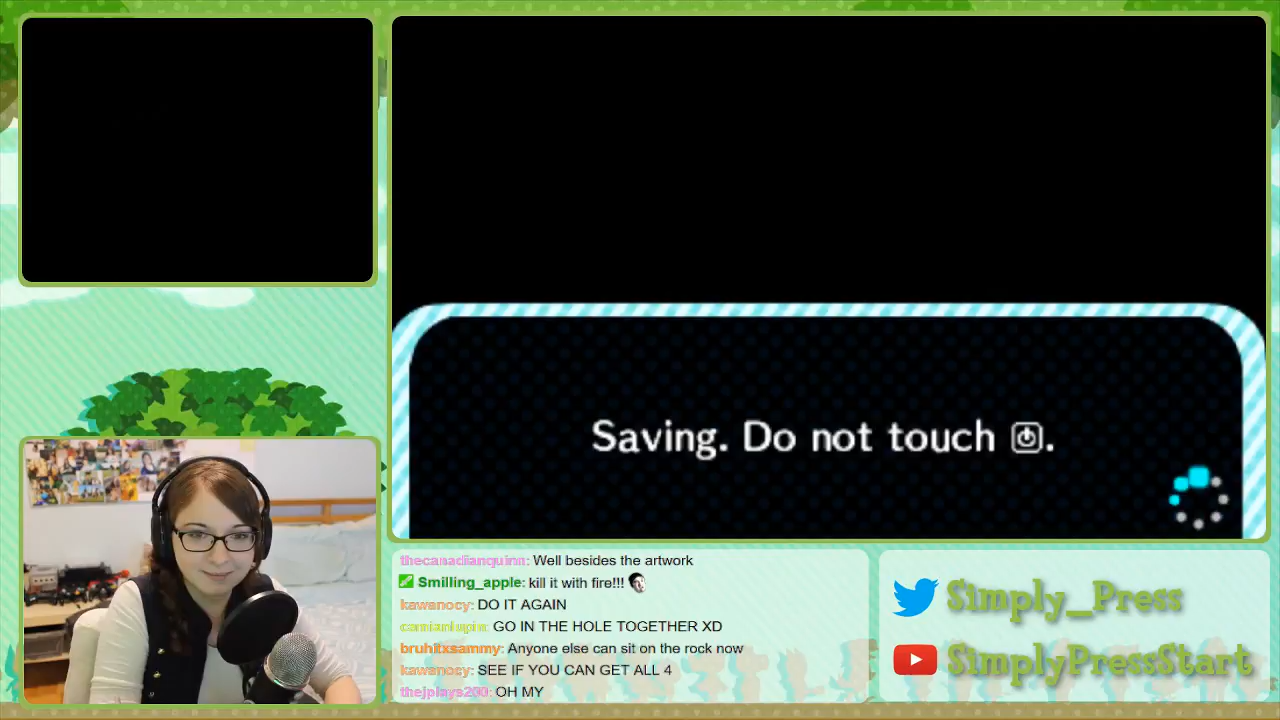 Saving. Do not touch .
thecanadianquinn: Well besides the artwork
Smilling_apple: kill it with fire!!!
kawanocy: DO IT AGAIN
camianlupin: GO IN THE HOLE TOGETHER XD
bruhitxsammy: Anyone else can sit on the rock now
kawanocy: SEE IF YOU CAN GET ALL 4
thejplays200: OH MY
Simply_Press
SimplyPressStart